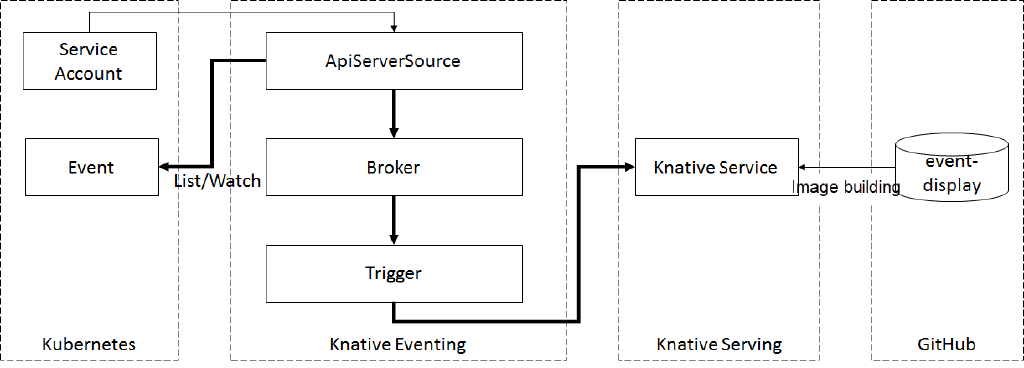 Service
Account
ApiServerSource
Event
List/Watch
Broker
Knative Service
event-
display
Image building
Trigger
Kubernetes
Knative Eventing
Knative Serving
GitHub